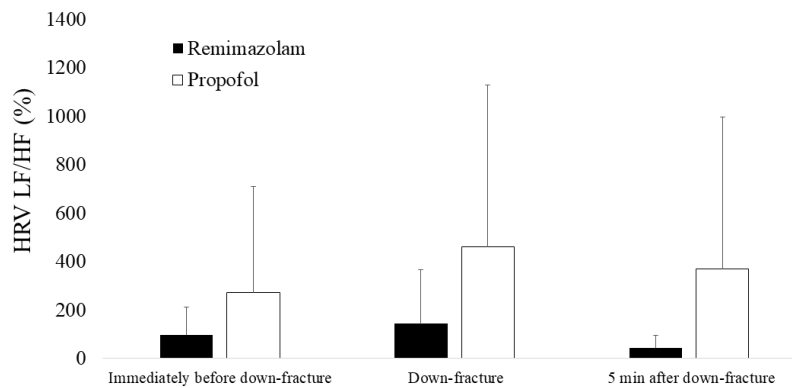 HRV LF/HF (%)
1400
1200
1000
800
600
400
200
0
Remimazolam
Propofol
Immediately before down-fracture
Down-fracture
5 min after down-fracture